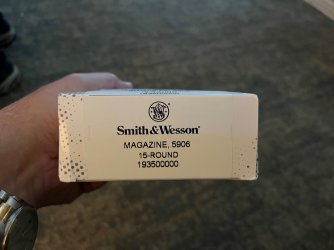 Smith & Wesson
MAGAZINE, 5906
15-ROUND
193500000